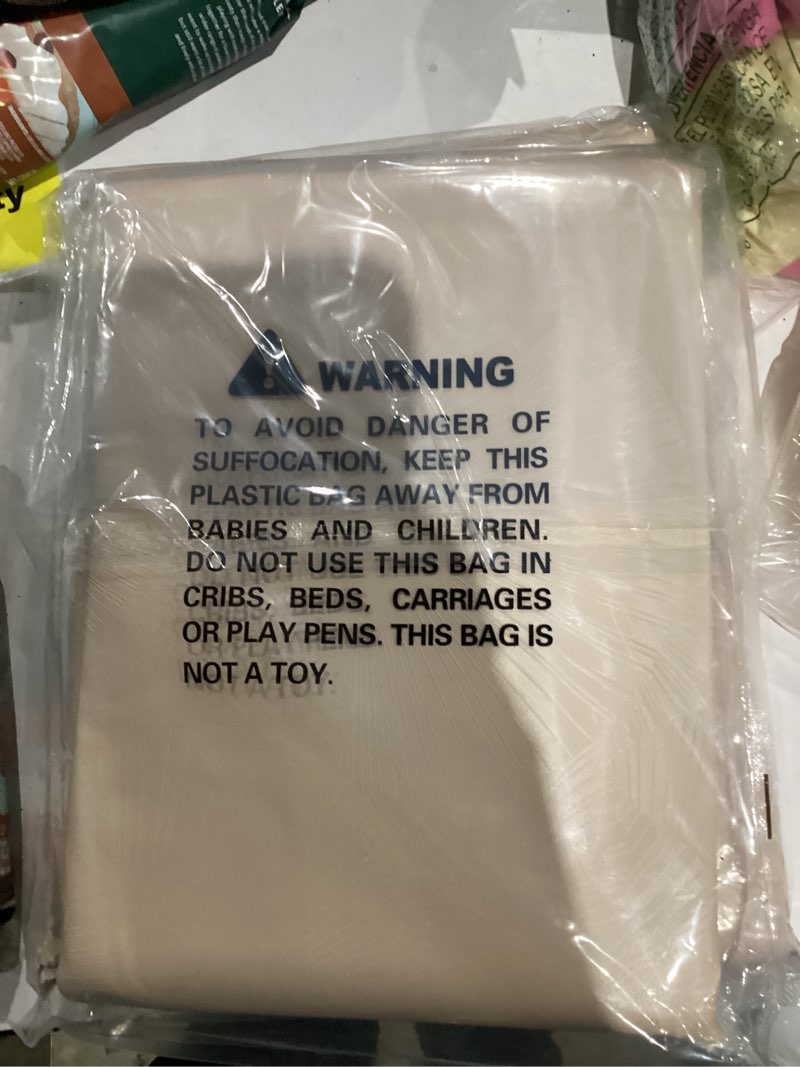 WARNING
TO AVOID DANGER OF
SUFFOCATION, KEEP THIS
PLASTIC BAG AWAY FROM
BABIES AND CHILDREN.
DO NOT USE THIS BAG IN
CRIBS, BEDS, CARRIAGES
OR PLAY PENS. THIS BAG IS
NOT A TOY.
ty